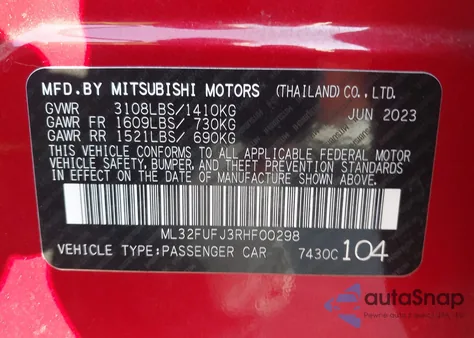 MFD.BY MITSUBISHI MOTORS (THAILAND)CO.,LTD.
GVWR 3108LBS/1410KG JUN 2023
GAWR FR 1609LBS/ 730KG
GAWR RR 1521LBS/ 690KG
THIS VEHICLE CONFORMS TO ALL APPLICABLE FEDERAL MOTOR
VEHICLE SAFETY,BUMPER,AND THEFT PREVENTION STANDARDS
IN EFFECT ON THE DATE OF MANUFACTURE SHOWN ABOVE.
ML32FUFJ3RHF00298
VEHICLE TYPE:PASSENGER CAR 7430C 104
autoSnap